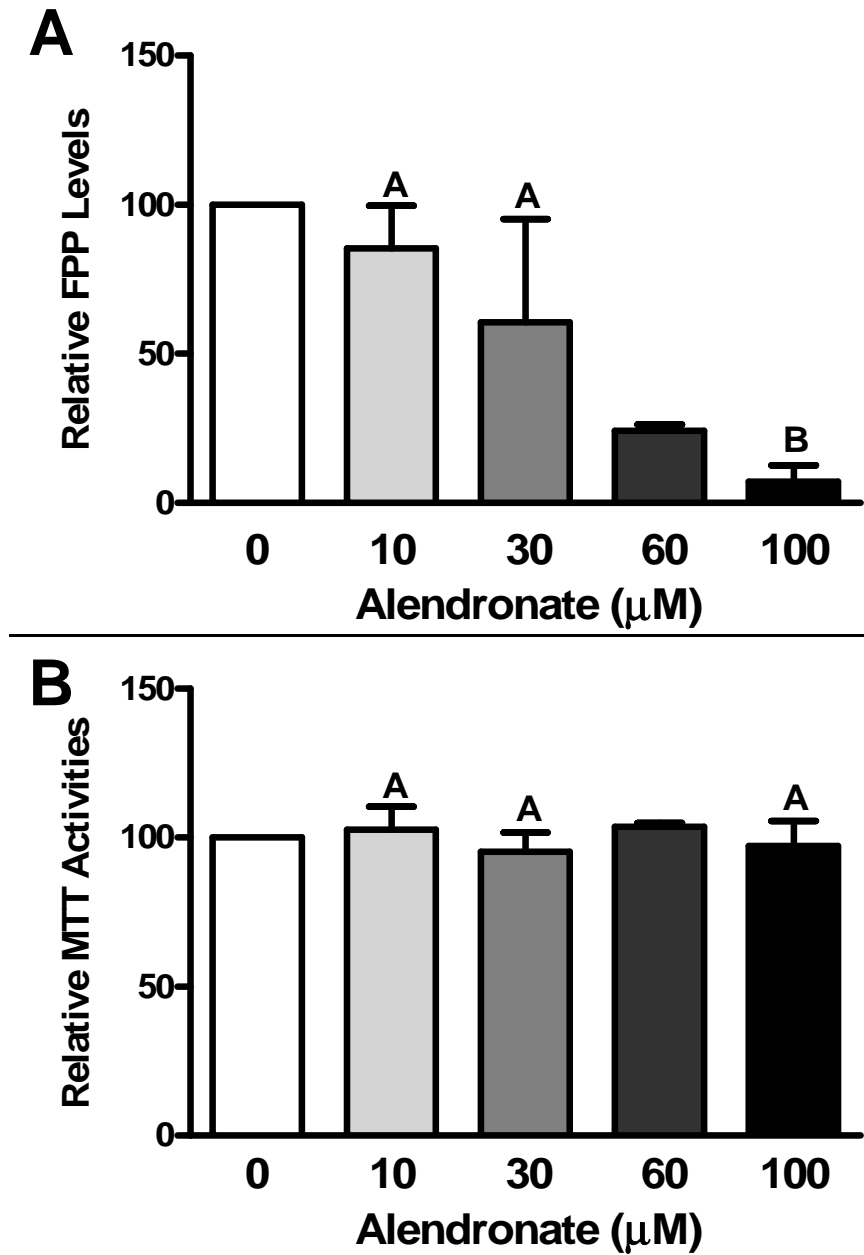 A
Relative FPP Levels
150
100
50
0
A
A
B
0 10 30 60 100
Alendronate (μM)
B
Relative MTT Activities
150
100
50
0
A
A
A
0 10 30 60 100
Alendronate (μM)